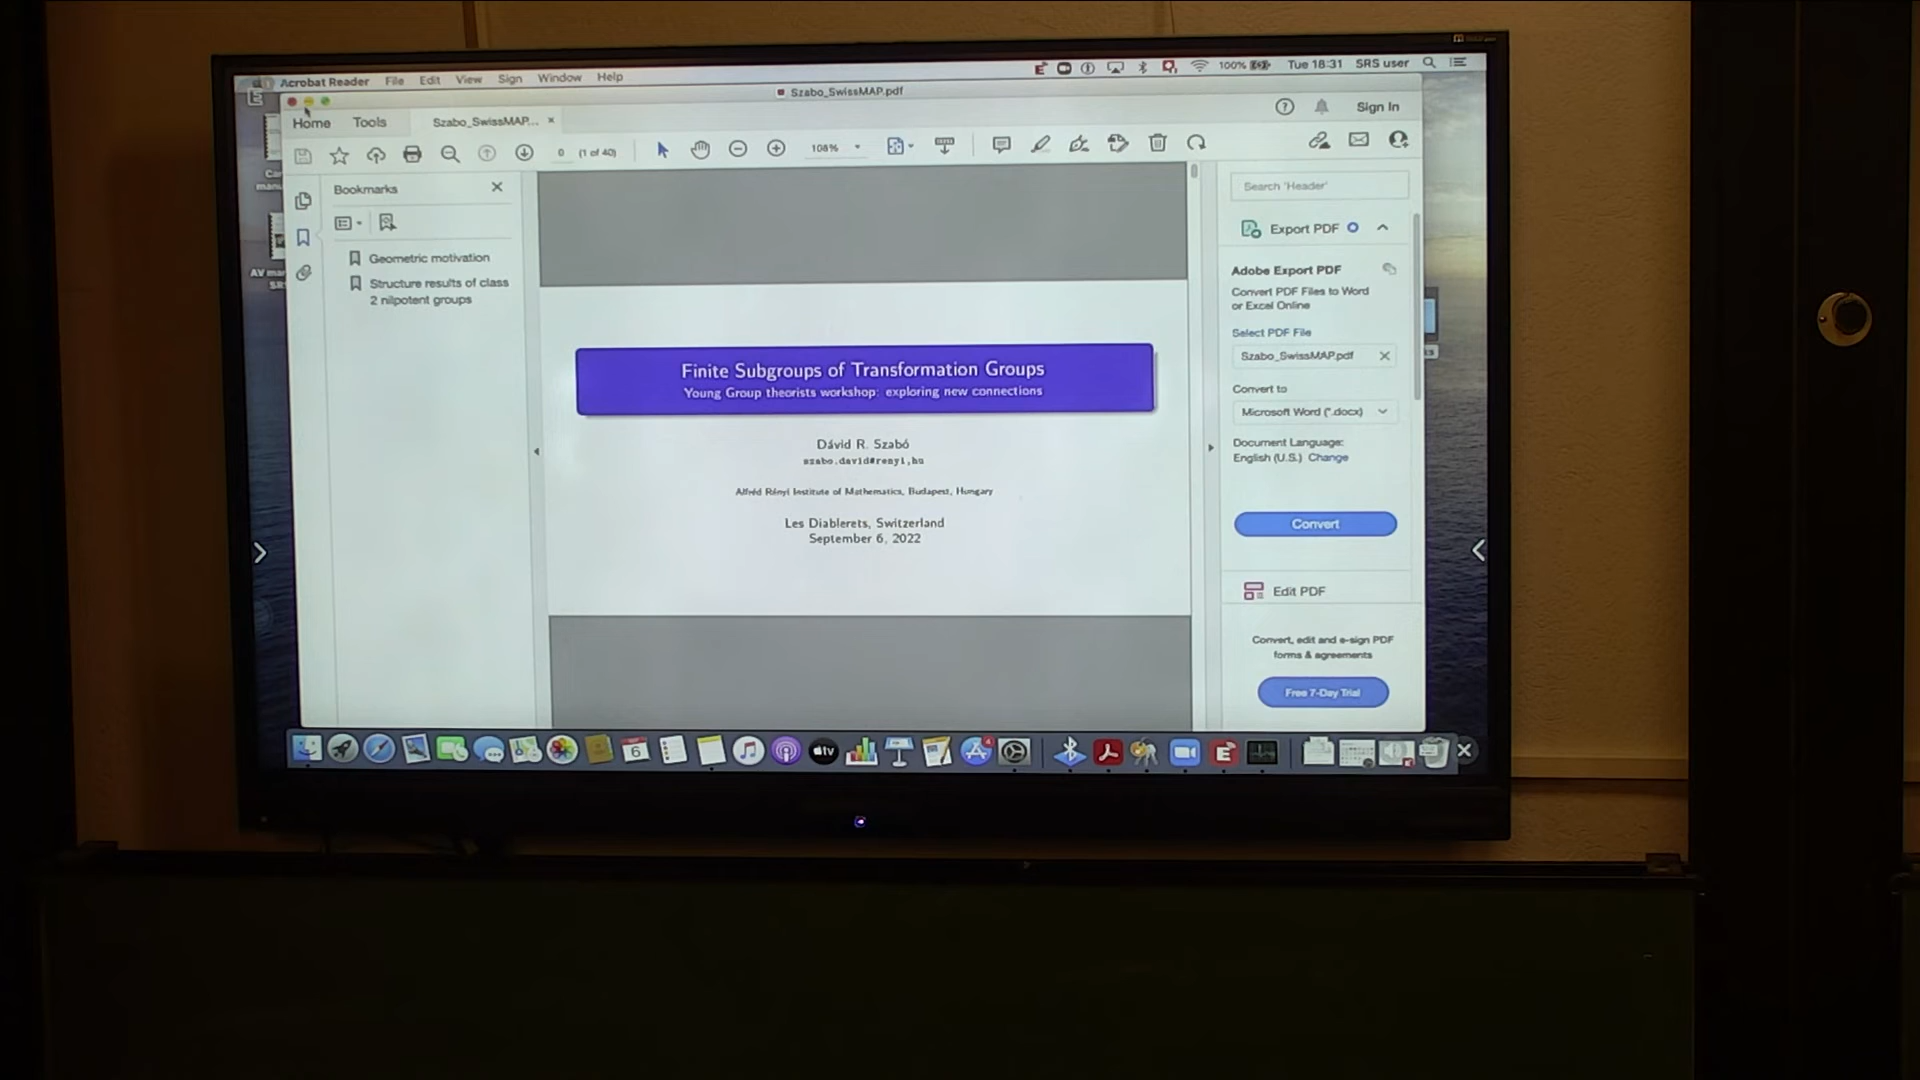 Acrobat Reader File Edit View Sign Window Help
100% Tue 18:31 SRS user
Szabo_SwissMAP.pdf
Home Tools Szabo_SwissMAP...
Sign In
0 (1 of 40)
108%
Bookmarks
Geometric motivation
Structure results of class
2 nilpotent groups
Finite Subgroups of Transformation Groups
Young Group theorists workshop: exploring new connections
Dávid R. Szabó
szabo.david@renyi.hu
Alfréd Rényi Institute of Mathematics, Budapest, Hungary
Les Diablerets, Switzerland
September 6, 2022
Search 'Header'
Export PDF
Adobe Export PDF
Convert PDF Files to Word
or Excel Online
Select PDF File
Szabo_SwissMAP.pdf
Convert to
Microsoft Word (*.docx)
Document Language:
English (U.S.) Change
Convert
Edit PDF
Convert, edit and e-sign PDF
forms & agreements
Free 7-Day Trial
6
tv